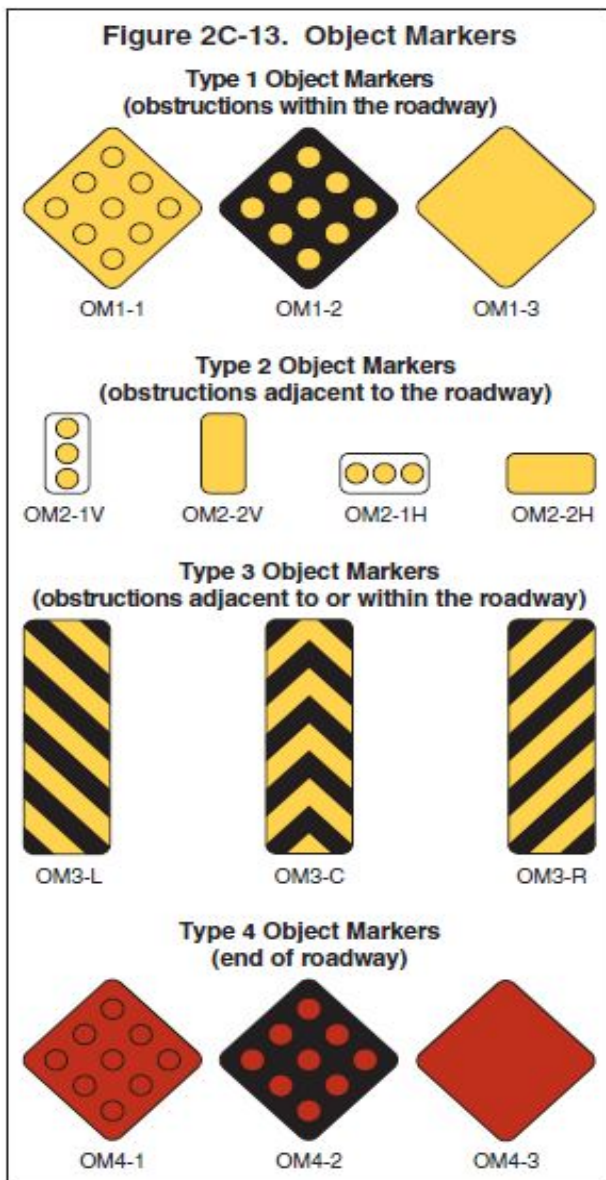 Figure 2C-13. Object Markers
Type 1 Object Markers
(obstructions within the roadway)
OM1-1 OM1-2 OM1-3
Type 2 Object Markers
(obstructions adjacent to the roadway)
OM2-1V OM2-2V OM2-1H OM2-2H
Type 3 Object Markers
(obstructions adjacent to or within the roadway)
OM3-L OM3-C OM3-R
Type 4 Object Markers
(end of roadway)
OM4-1 OM4-2 OM4-3